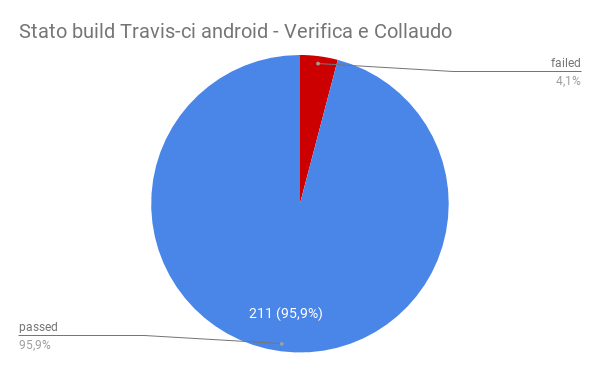 Stato build Travis-ci android - Verifica e Collaudo
failed
4,1%
211 (95,9%)
passed
95,9%